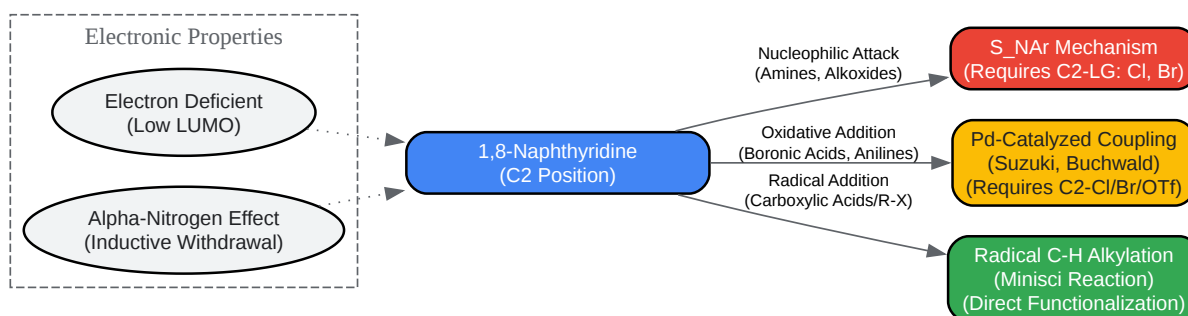 Electronic Properties
Electron Deficient
(Low LUMO)
Alpha-Nitrogen Effect
(Inductive Withdrawal)
1,8-Naphthyridine
(C2 Position)
Nucleophilic Attack
(Amines, Alkoxides)
Oxidative Addition
(Boronic Acids, Anilines)
Radical Addition
(Carboxylic Acids/R-X)
S_NAr Mechanism
(Requires C2-LG: Cl, Br)
Pd-Catalyzed Coupling
(Suzuki, Buchwald)
(Requires C2-Cl/Br/OTf)
Radical C-H Alkylation
(Minisci Reaction)
(Direct Functionalization)